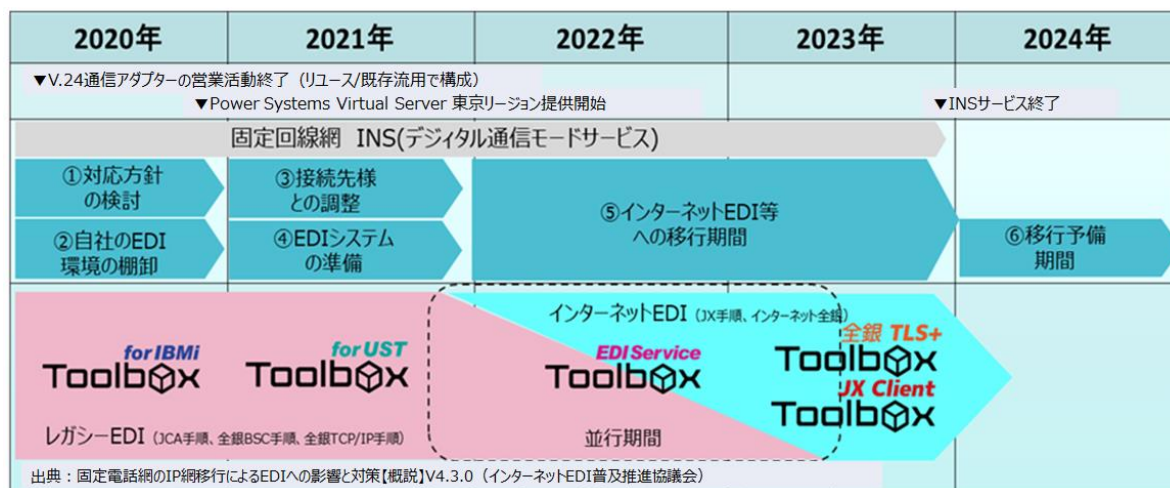 2020年
2021年
2022年
2023年
2024年
▼V.24通信アダプターの営業活動終了（リユース/既存流用で構成）
▼Power Systems Virtual Server 東京リージョン提供開始
▼INSサービス終了
固定回線網 INS(デジィタル通信モードサービス)
①対応方針
の検討
③接続先様
との調整
⑤インターネットEDI等
への移行期間
②自社のEDI
環境の棚卸
④EDIシステム
の準備
⑥移行予備
期間
インターネットEDI（JX手順、インターネット全銀）
for IBMi
Toolbox
for UST
Toolbox
EDI Service
Toolbox
全銀 TLS+
Toolbox
JX Client
Toolbox
レガシーEDI（JCA手順、全銀BSC手順、全銀TCP/IP手順）
並行期間
出典：固定電話網のIP網移行によるEDIへの影響と対策【概説】V4.3.0（インターネットEDI普及推進協議会）